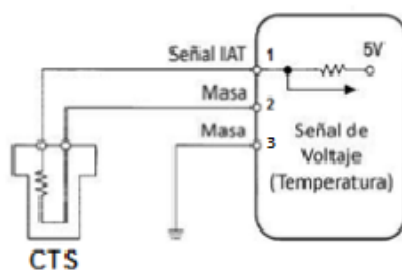 Señal IAT
1
5V
Masa
2
Masa
3
Señal de
Voltaje
(Temperatura)
CTS